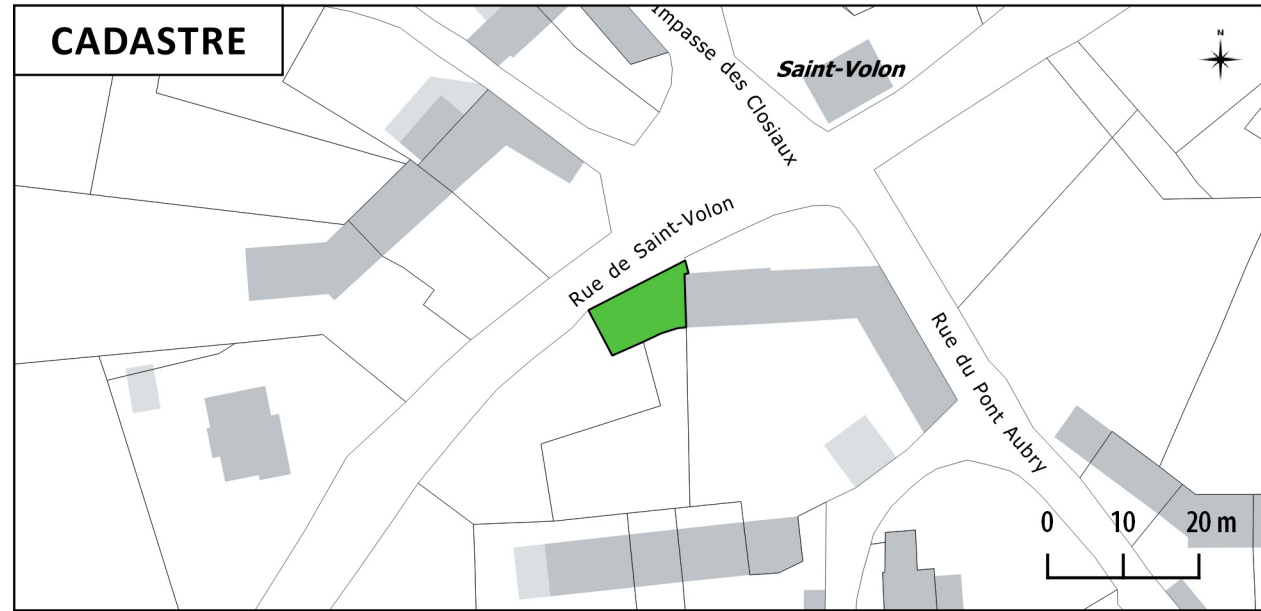 CADASTRE
Impasse des Closiaux
Saint-Volon
N
Rue de Saint-Volon
Rue du Pont Aubry
0 10 20 m